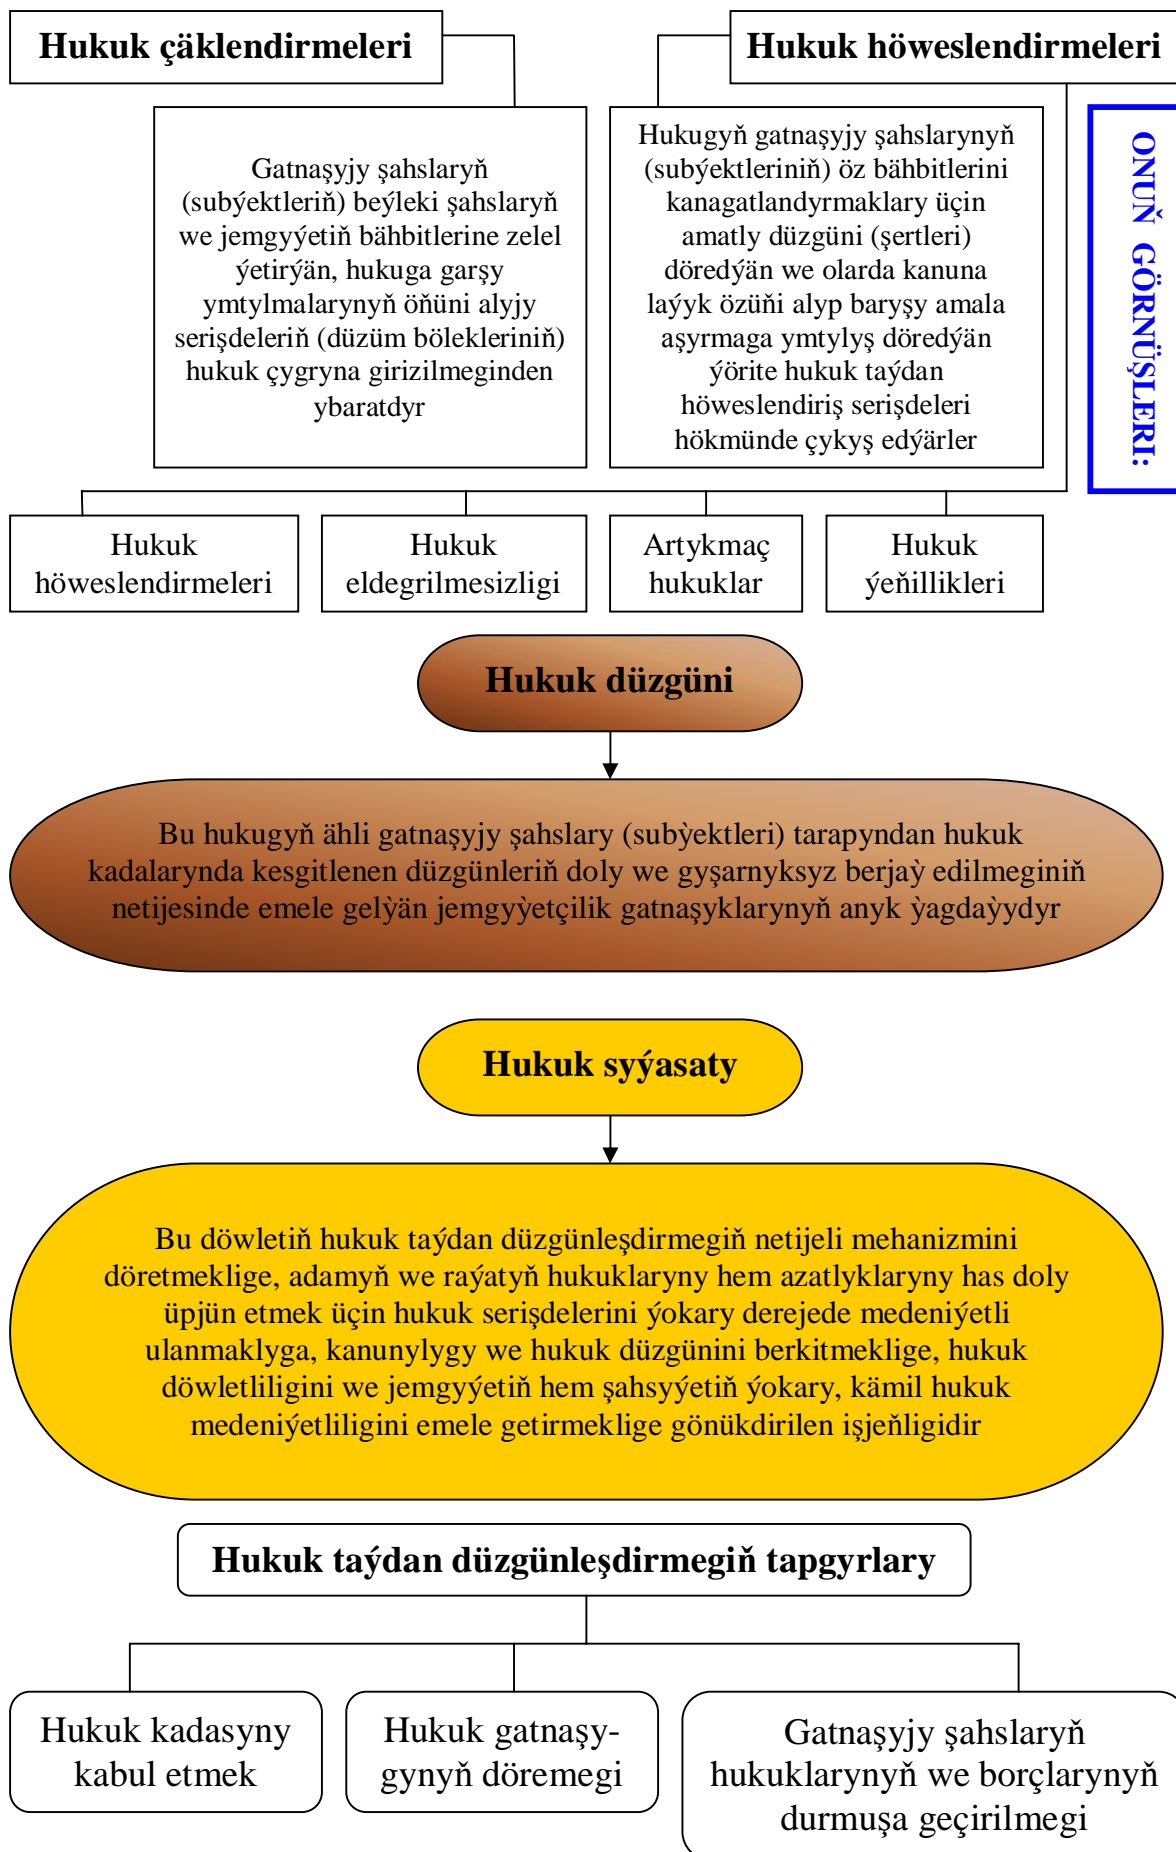 Hukuk çäklendirmeleri
Hukuk höweslendirmeleri
Gatnaşyjy şahslaryň
(subýektleriň) beýleki şahslaryň
we jemgyýetiň bähbitlerine zelel
ýetirýän, hukuga garşy
ymtylmalarynyň öňüni alyjy
serişdeleriň (düzüm bölekleriniň)
hukuk çygryna girizilmeginden
ybaratdyr
Hukugyň gatnaşyjy şahslarynyň
(subýektleriniň) öz bähbitlerini
kanagatlandyrmaklary üçin
amatly düzgüni (şertleri)
döredýän we olarda kanuna
laýyk özüňi alyp baryşy amala
aşyrmaga ymtylyş döredýän
ýörite hukuk taýdan
höweslendiriş serişdeleri
hökmünde çykyş edýärler
ONUŇ GÖRNÜŞLERI:
Hukuk
höweslendirmeleri
Hukuk
eldegrilmesizligi
Artykmaç
hukuklar
Hukuk
ýeňillikleri
Hukuk düzgüni
Bu hukugyň ähli gatnaşyjy şahslary (subỳektleri) tarapyndan hukuk
kadalarynda kesgitlenen düzgünleriň doly we gyşarnyksyz berjaỳ edilmeginiň
netijesinde emele gelỳän jemgyỳetçilik gatnaşyklarynyň anyk ỳagdaỳydyr
Hukuk syýasaty
Bu döwletiň hukuk taýdan düzgünleşdirmegiň netijeli mehanizmini
döretmeklige, adamyň we raýatyň hukuklaryny hem azatlyklaryny has doly
üpjün etmek üçin hukuk serişdelerini ýokary derejede medeniýetli
ulanmaklyga, kanunylygy we hukuk düzgünini berkitmeklige, hukuk
döwletliligini we jemgyýetiň hem şahsyýetiň ýokary, kämil hukuk
medeniýetliligini emele getirmeklige gönükdirilen işjeňligidir
Hukuk taýdan düzgünleşdirmegiň tapgyrlary
Hukuk kadasyny
kabul etmek
Hukuk gatnaşy-
gynyň döremegi
Gatnaşyjy şahslaryň
hukuklarynyň we borçlarynyň
durmuşa geçirilmegi